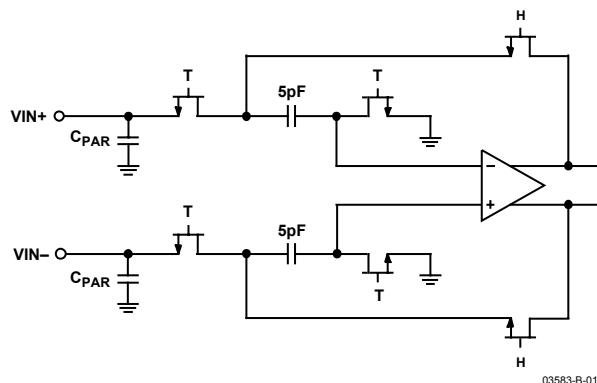 H
T
5pF
T
VIN+
CPAR
−
+
T
5pF
VIN–
CPAR
T
H
03583-B-01